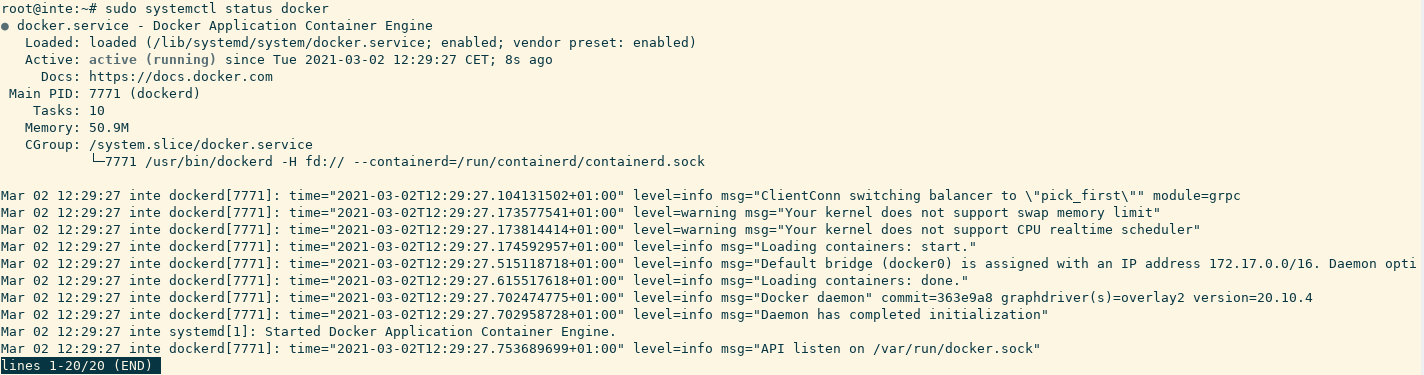 root@inte:~# sudo systemctl status docker
● docker.service - Docker Application Container Engine
   Loaded: loaded (/lib/systemd/system/docker.service; enabled; vendor preset: enabled)
   Active: active (running) since Tue 2021-03-02 12:29:27 CET; 8s ago
     Docs: https://docs.docker.com
 Main PID: 7771 (dockerd)
    Tasks: 10
   Memory: 50.9M
   CGroup: /system.slice/docker.service
           └─7771 /usr/bin/dockerd -H fd:// --containerd=/run/containerd/containerd.sock

Mar 02 12:29:27 inte dockerd[7771]: time="2021-03-02T12:29:27.104131502+01:00" level=info msg="ClientConn switching balancer to \"pick_first\"" module=grpc
Mar 02 12:29:27 inte dockerd[7771]: time="2021-03-02T12:29:27.173577541+01:00" level=warning msg="Your kernel does not support swap memory limit"
Mar 02 12:29:27 inte dockerd[7771]: time="2021-03-02T12:29:27.173814414+01:00" level=warning msg="Your kernel does not support CPU realtime scheduler"
Mar 02 12:29:27 inte dockerd[7771]: time="2021-03-02T12:29:27.174592957+01:00" level=info msg="Loading containers: start."
Mar 02 12:29:27 inte dockerd[7771]: time="2021-03-02T12:29:27.515118718+01:00" level=info msg="Default bridge (docker0) is assigned with an IP address 172.17.0.0/16. Daemon opti
Mar 02 12:29:27 inte dockerd[7771]: time="2021-03-02T12:29:27.615517618+01:00" level=info msg="Loading containers: done."
Mar 02 12:29:27 inte dockerd[7771]: time="2021-03-02T12:29:27.702474775+01:00" level=info msg="Docker daemon" commit=363e9a8 graphdriver(s)=overlay2 version=20.10.4
Mar 02 12:29:27 inte dockerd[7771]: time="2021-03-02T12:29:27.702958728+01:00" level=info msg="Daemon has completed initialization"
Mar 02 12:29:27 inte systemd[1]: Started Docker Application Container Engine.
Mar 02 12:29:27 inte dockerd[7771]: time="2021-03-02T12:29:27.753689699+01:00" level=info msg="API listen on /var/run/docker.sock"
lines 1-20/20 (END)